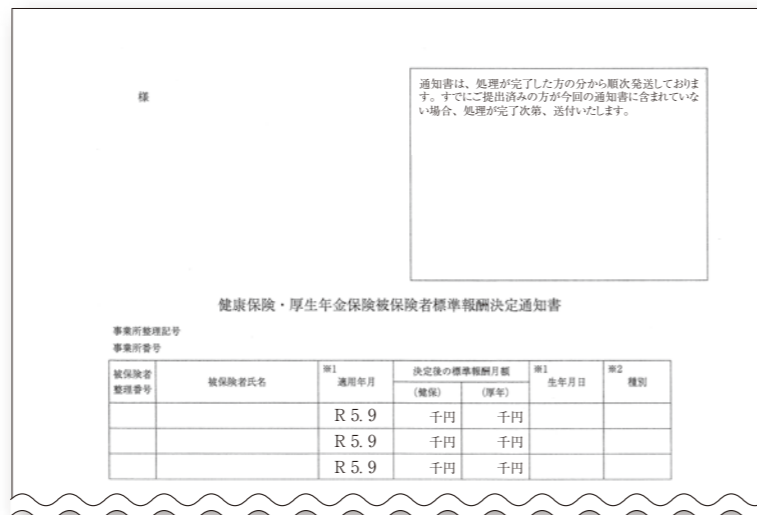 様
通知書は、処理が完了した方の分から順次発送しておりま
す。すでにご提出済みの方が今回の通知書に含まれていな
い場合、処理が完了次第、送付いたします。
健康保険・厚生年金保険被保険者標準報酬決定通知書
事業所整理記号
事業所番号
被保険者
整理番号
被保険者氏名
※1
適用年月
決定後の標準報酬月額
(健保)
(厚年)
※1
生年月日
※2
種別
R 5. 9 千円 千円
R 5. 9 千円 千円
R 5. 9 千円 千円